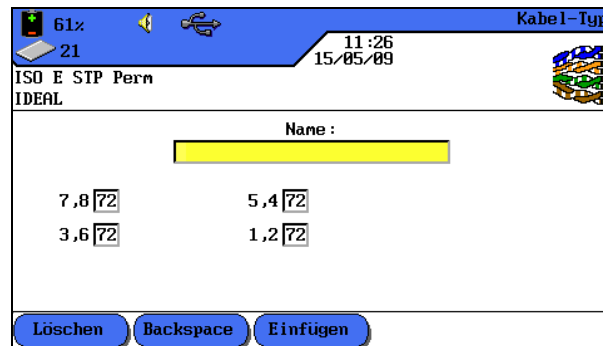 61% Kabel-Typ
21 11:26
15/05/09
ISO E STP Perm
IDEAL
Name:
7,8 72 5,4 72
3,6 72 1,2 72
Löschen Backspace Einfügen